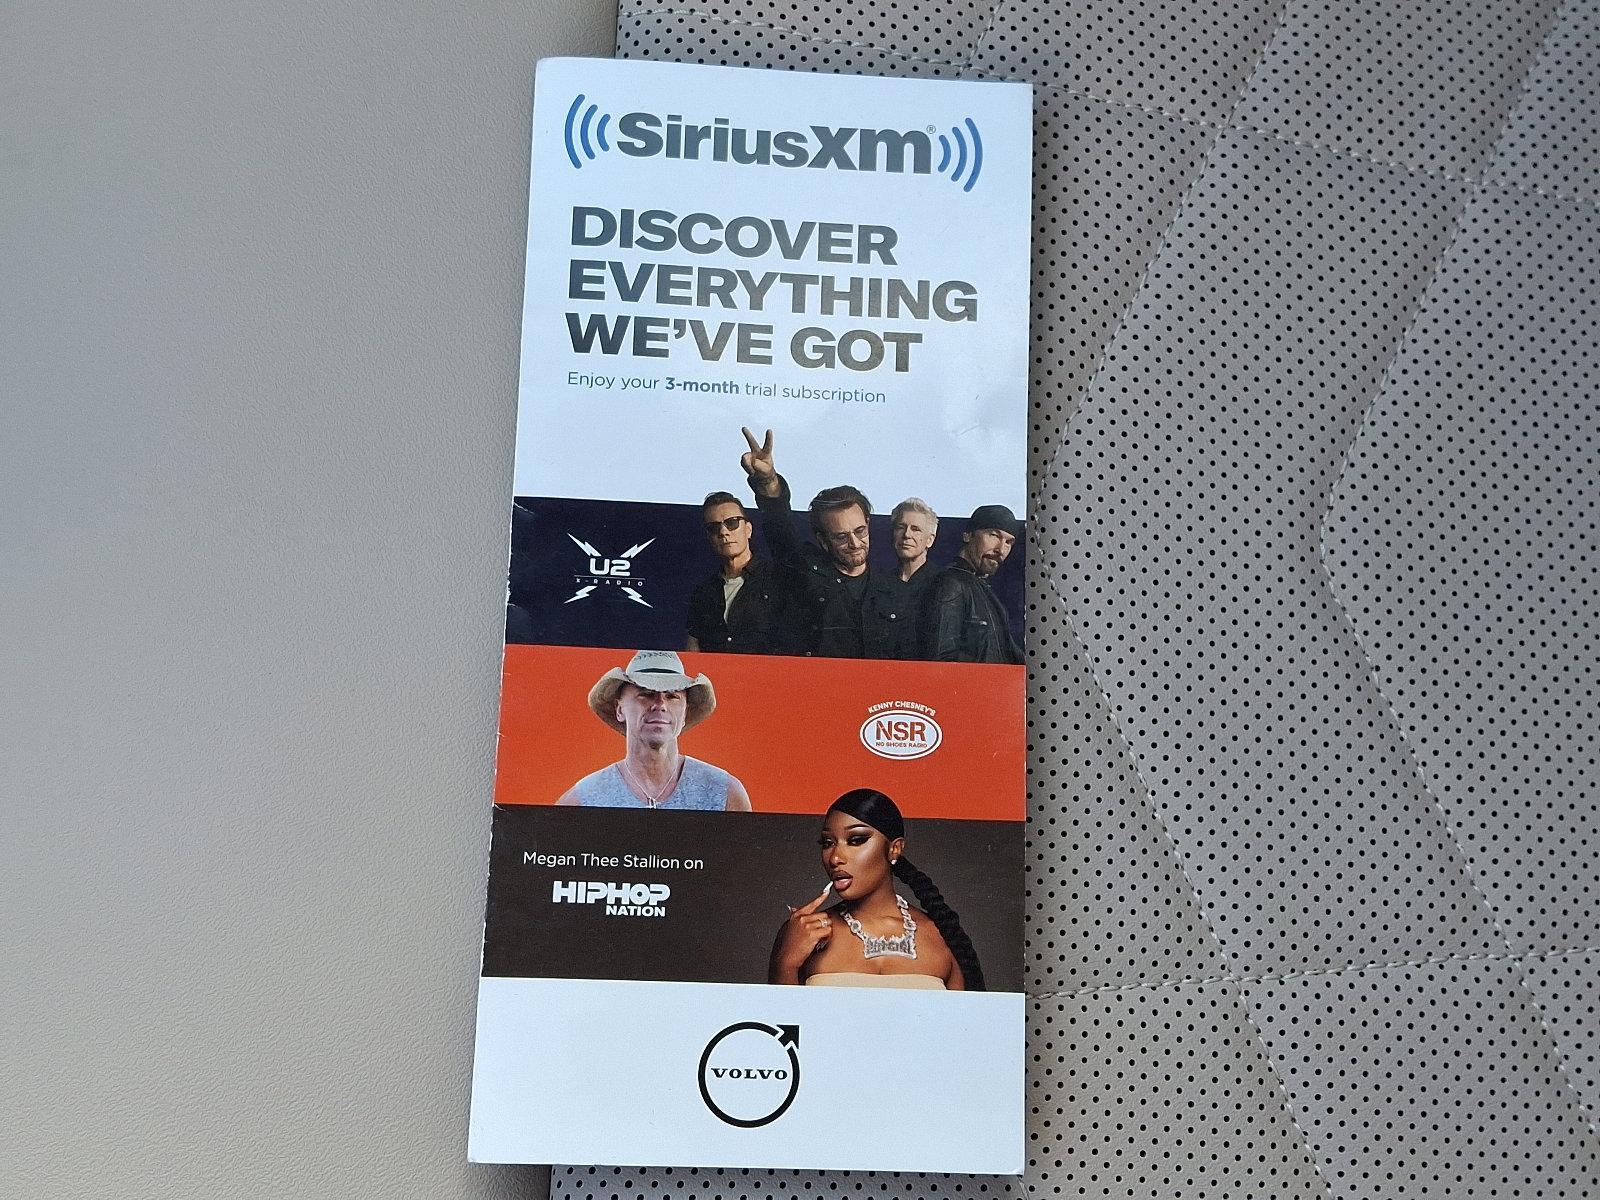 SiriusXm®
DISCOVER
EVERYTHING
WE'VE GOT
Enjoy your 3-month trial subscription
U2
X-RADIO
KENNY CHESNEY'S
NSR
NO SHOES RADIO
Megan Thee Stallion on
HIPHOP
NATION
VOLVO